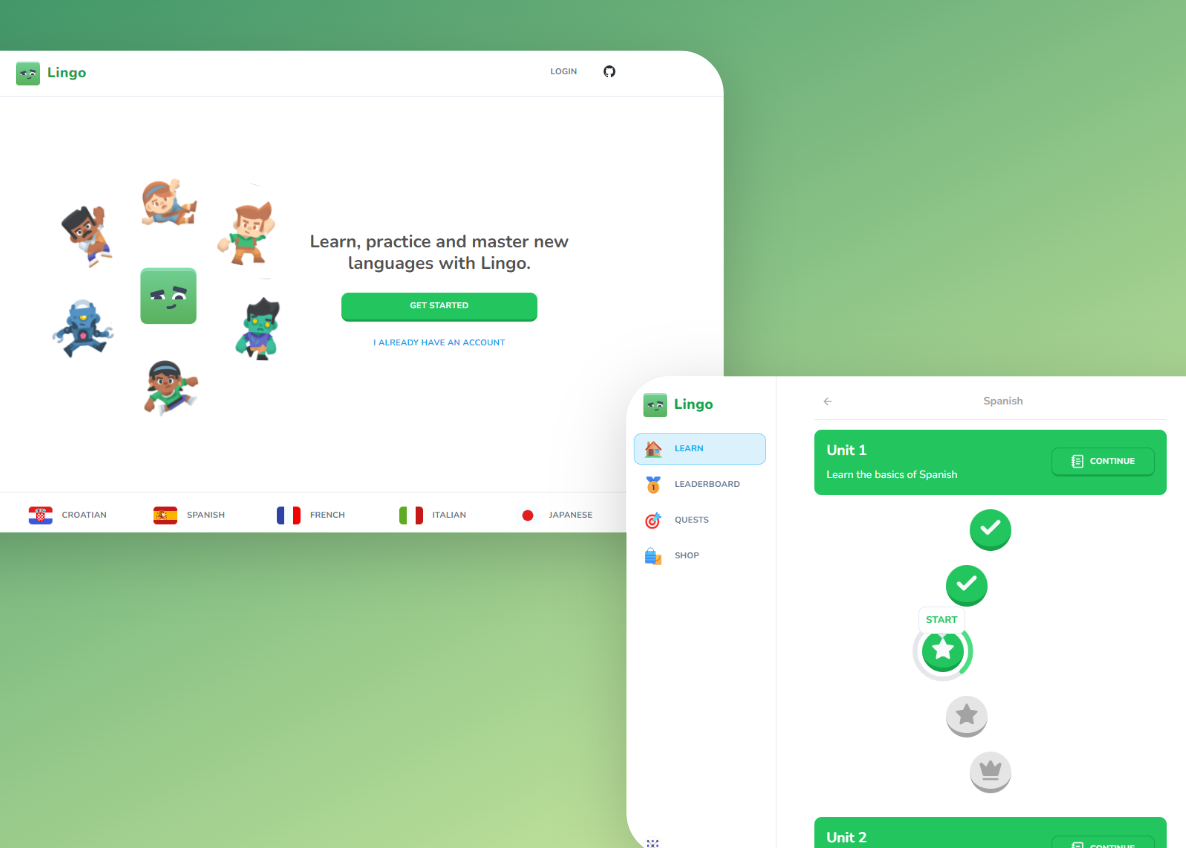 Lingo
LOGIN
Learn, practice and master new
languages with Lingo.
GET STARTED
I ALREADY HAVE AN ACCOUNT
CROATIAN
SPANISH
FRENCH
ITALIAN
JAPANESE
Lingo
LEARN
LEADERBOARD
QUESTS
SHOP
Spanish
Unit 1
Learn the basics of Spanish
CONTINUE
START
Unit 2
CONTINUE